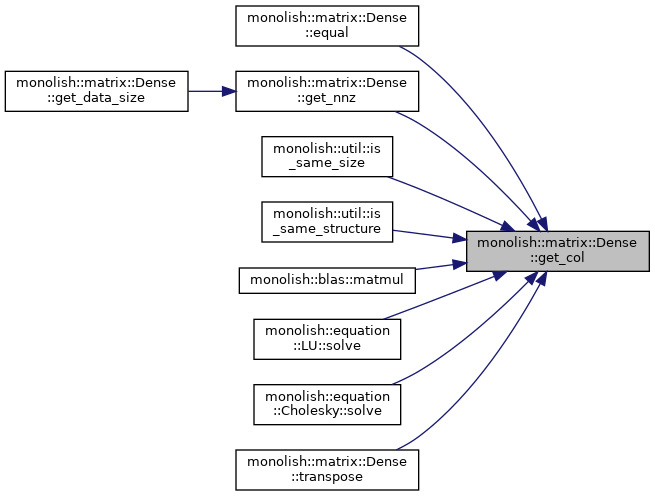 monolish::matrix::Dense
::equal
monolish::matrix::Dense
::get_data_size
monolish::matrix::Dense
::get_nnz
monolish::util::is
_same_size
monolish::util::is
_same_structure
monolish::matrix::Dense
::get_col
monolish::blas::matmul
monolish::equation
::LU::solve
monolish::equation
::Cholesky::solve
monolish::matrix::Dense
::transpose